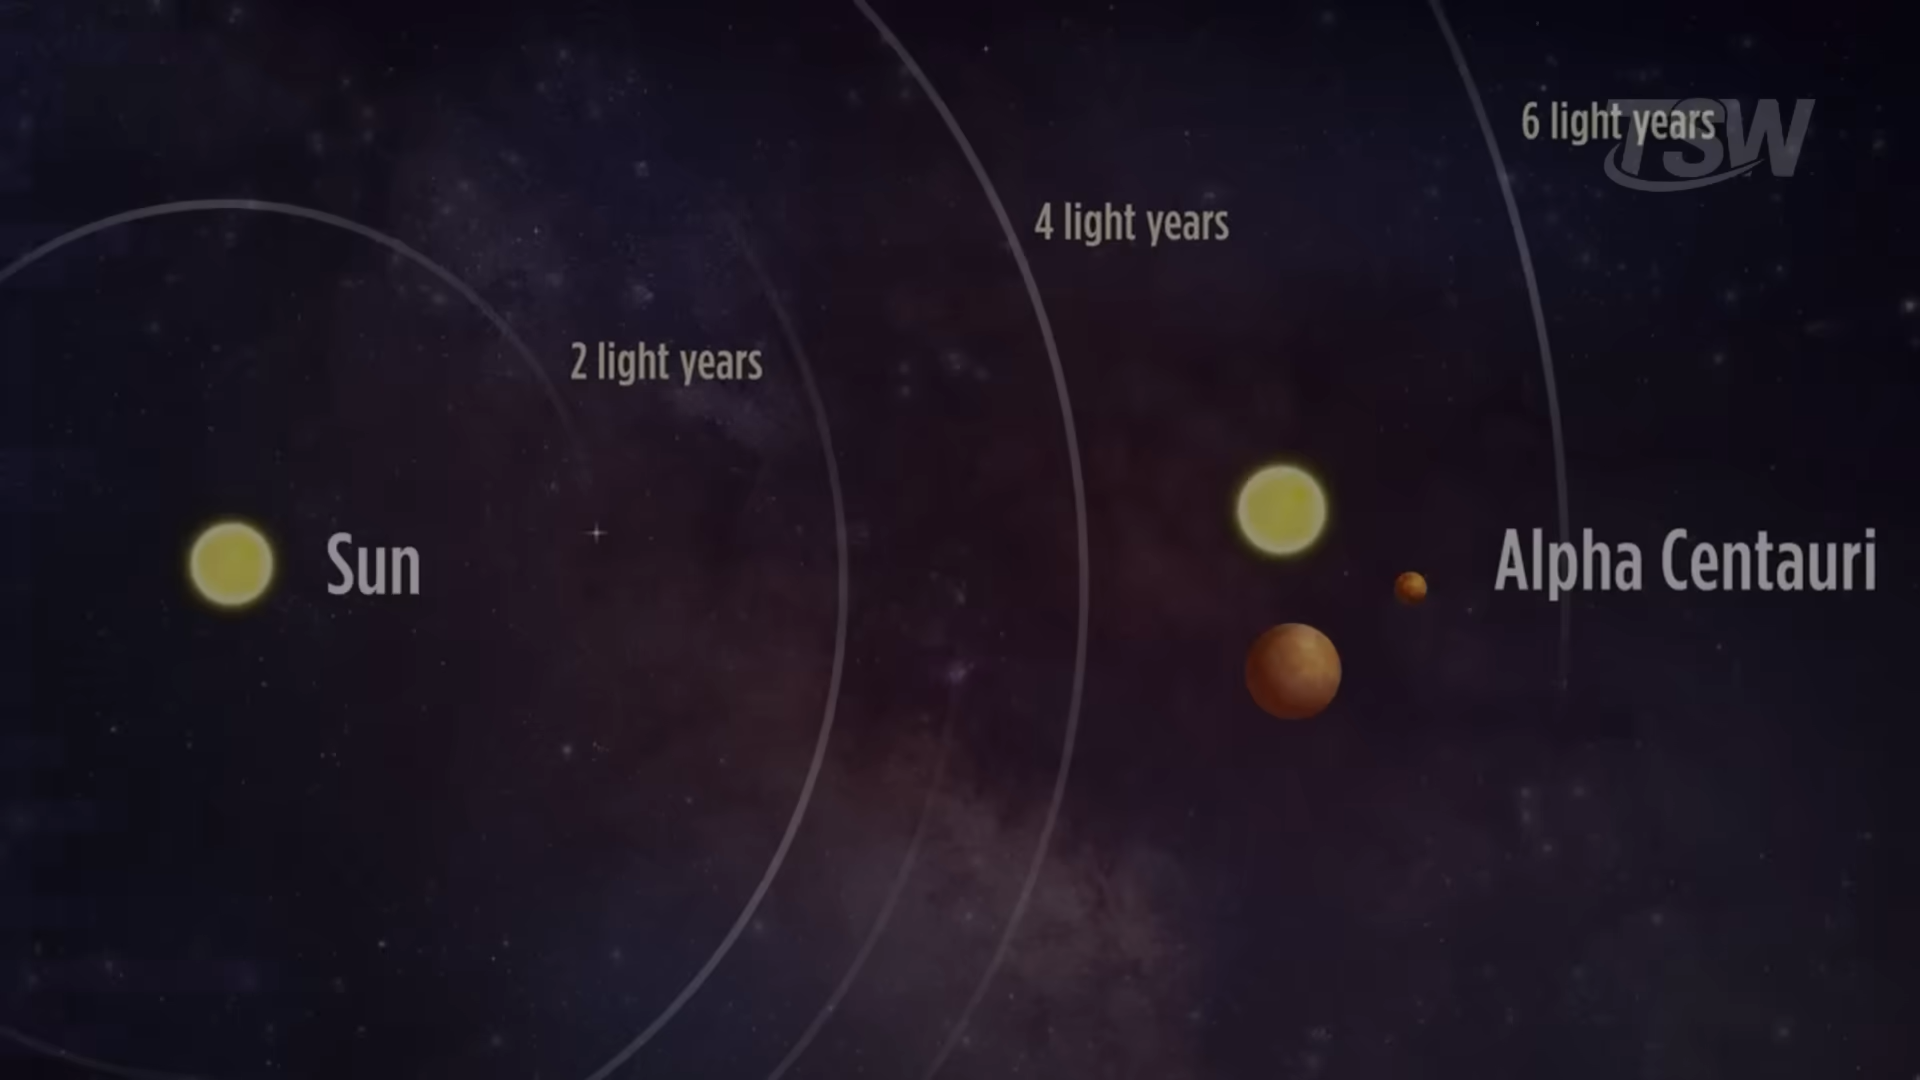 6 light years
TSW
4 light years
2 light years
Sun
Alpha Centauri